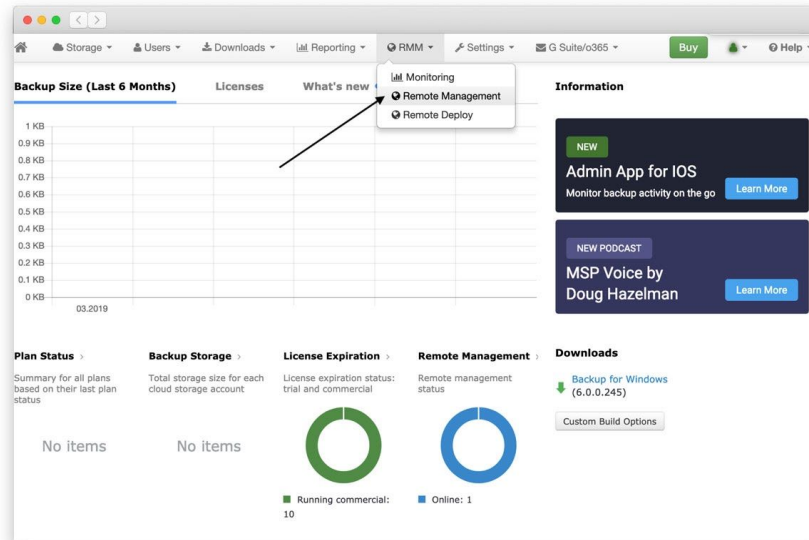 Storage Users Downloads Reporting RMM Settings G Suite/o365 Buy Help
Monitoring
Remote Management
Remote Deploy
Backup Size (Last 6 Months) Licenses What's new
1 KB
0.9 KB
0.8 KB
0.7 KB
0.6 KB
0.5 KB
0.4 KB
0.3 KB
0.2 KB
0.1 KB
0 KB
03.2019
Information
NEW
Admin App for IOS
Monitor backup activity on the go
Learn More
NEW PODCAST
MSP Voice by
Doug Hazelman
Learn More
Plan Status
Summary for all plans
based on their last plan
status
No items
Backup Storage
Total storage size for each
cloud storage account
No items
License Expiration
License expiration status:
trial and commercial
Running commercial:
10
Remote Management
Remote management
status
Online: 1
Downloads
Backup for Windows
(6.0.0.245)
Custom Build Options